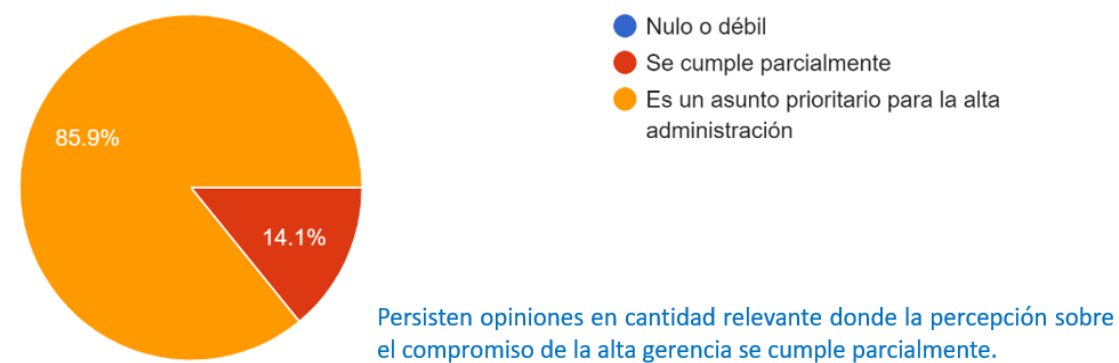 Nulo o débil
Se cumple parcialmente
Es un asunto prioritario para la alta
administración
85.9%
14.1%
Persisten opiniones en cantidad relevante donde la percepción sobre
el compromiso de la alta gerencia se cumple parcialmente.